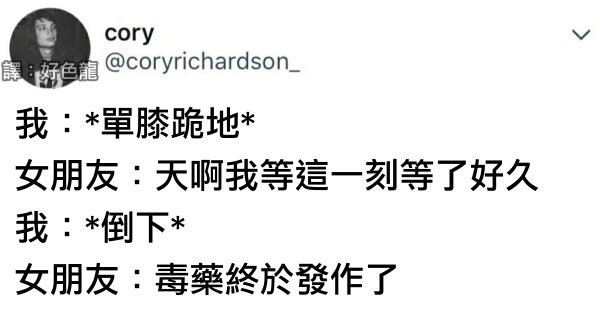 cory
@coryrichardson_
譯：好色龍
我：*單膝跪地*
女朋友：天啊我等這一刻等了好久
我：*倒下*
女朋友：毒藥終於發作了